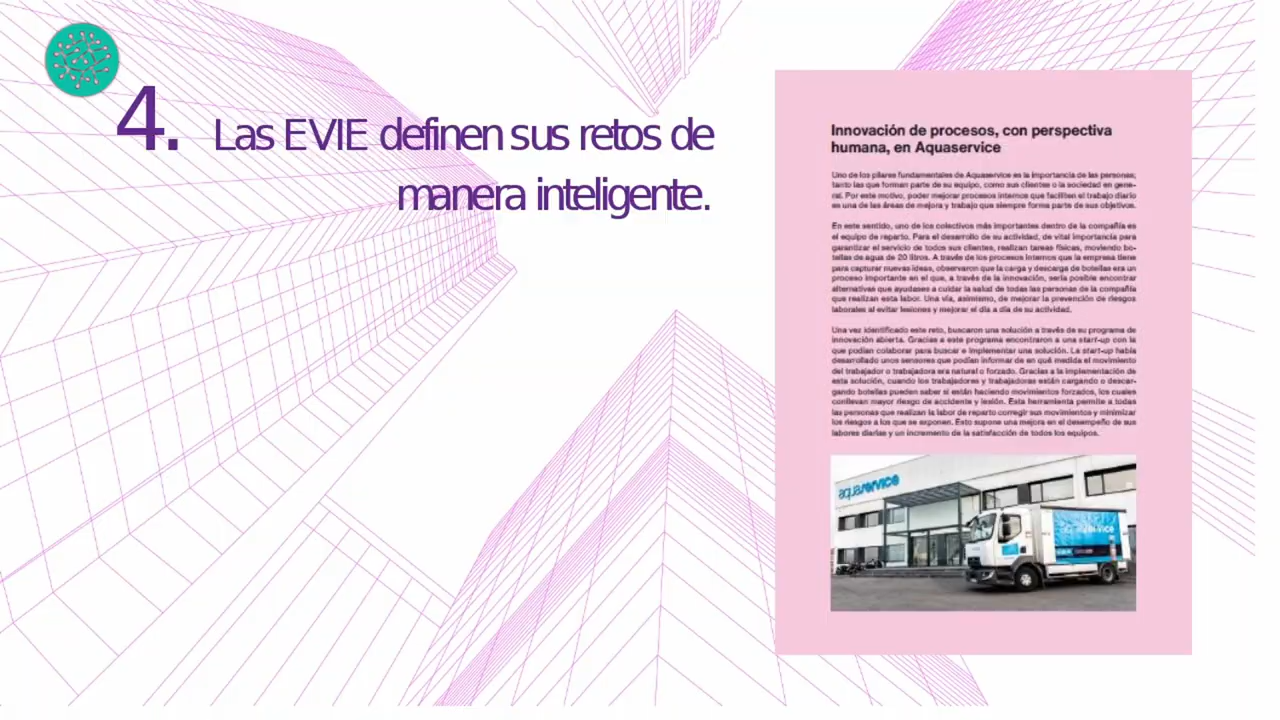 4. Las EVIE definen sus retos de
manera inteligente.
Innovación de procesos, con perspectiva
humana, en Aquaservice
Uno de los pilares fundamentales de Aquaservice es la importancia de las personas,
tanto las que forman parte de su equipo, como sus clientes o la sociedad en gene-
ral. Por este motivo, poder mejorar procesos internos que faciliten el trabajo diario
es una de las áreas de mejora y trabajo que siempre forma parte de sus objetivos.
En este sentido, uno de los colectivos más importantes dentro de la compañía es
el equipo de reparto. Para el desarrollo de su actividad, de vital importancia para
garantizar el servicio de todos sus clientes, realizan tareas físicas, moviendo bo-
tellas de agua de 20 litros. A través de los procesos internos que la empresa tiene
para capturar nuevas ideas, observaron que la carga y descarga de botellas era un
proceso importante en el que, a través de la innovación, sería posible encontrar
alternativas que ayudases a cuidar la salud de todas las personas de la compañía
que realizan esta labor. Una vía, asimismo, de mejorar la prevención de riesgos
laborales al evitar lesiones y mejorar el día a día de su actividad.
Una vez identificado este reto, buscaron una solución a través de su programa de
innovación abierta. Gracias a este programa encontraron a una start-up con la
que podían colaborar para buscar e implementar una solución. La start-up había
desarrollado unos sensores que podían informar de en qué medida el movimiento
del trabajador o trabajadora era natural o forzado. Gracias a la implementación de
esta solución, cuando los trabajadores y trabajadoras están cargando o descar-
gando botellas pueden saber si están haciendo movimientos forzados, los cuales
conllevan mayor riesgo de accidente y lesión. Esta herramienta permite a todas
las personas que realizan la labor de reparto corregir sus movimientos y minimizar
los riesgos a los que se exponen. Esto supone una mejora en el desempeño de sus
labores diarias y un incremento de la satisfacción de todos los equipos.
aquaservice